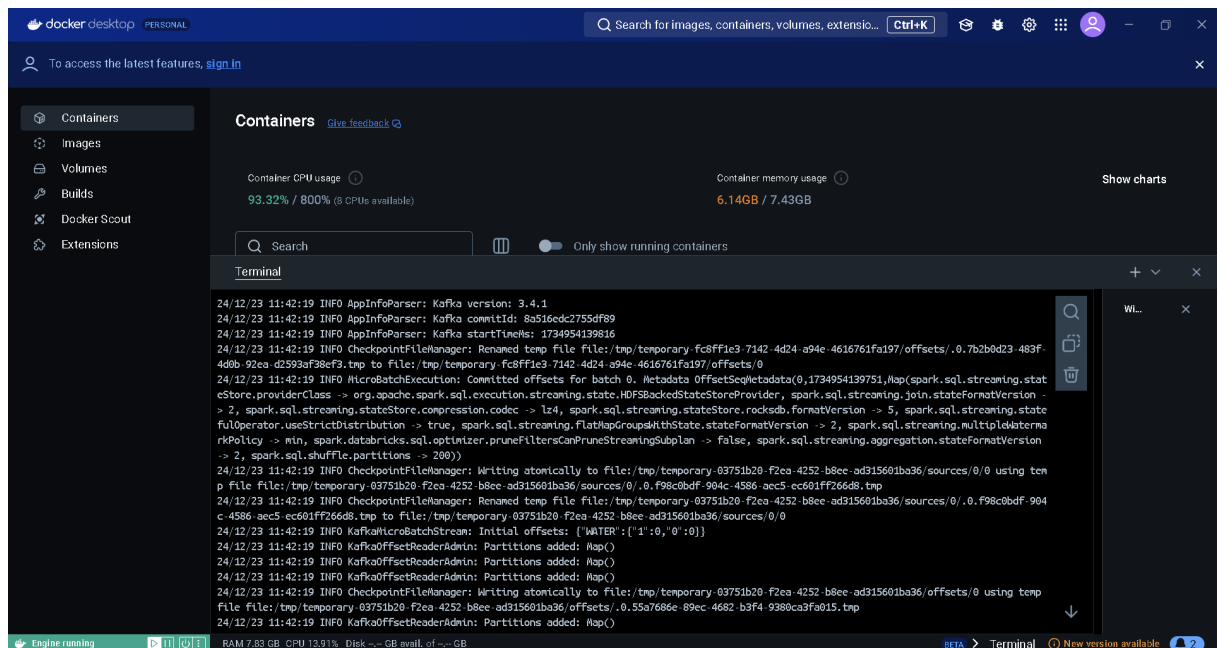 docker desktop PERSONAL
Search for images, containers, volumes, extensio... Ctrl+K
To access the latest features, sign in
Containers
Images
Volumes
Builds
Docker Scout
Extensions
Containers Give feedback
Container CPU usage
93.32% / 800% (8 CPUs available)
Container memory usage
6.14GB / 7.43GB
Show charts
Search
Only show running containers
Terminal
Wi...
24/12/23 11:42:19 INFO AppInfoParser: Kafka version: 3.4.1
24/12/23 11:42:19 INFO AppInfoParser: Kafka commitId: 8a516edc2755df89
24/12/23 11:42:19 INFO AppInfoParser: Kafka startTimeMs: 1734954139816
24/12/23 11:42:19 INFO CheckpointFileManager: Renamed temp file file:/tmp/temporary-fc8ff1e3-7142-4d24-a94e-4616761fa197/offsets/.0.7b2b0d23-483f-
4d0b-92ea-d2593af38ef3.tmp to file:/tmp/temporary-fc8ff1e3-7142-4d24-a94e-4616761fa197/offsets/0
24/12/23 11:42:19 INFO MicroBatchExecution: Committed offsets for batch 0. Metadata OffsetSeqMetadata(0,1734954139751,Map(spark.sql.streaming.stat
eStore.providerClass -> org.apache.spark.sql.execution.streaming.state.HDFSBackedStateStoreProvider, spark.sql.streaming.join.stateFormatVersion -
> 2, spark.sql.streaming.stateStore.compression.codec -> lz4, spark.sql.streaming.stateStore.rocksdb.formatVersion -> 5, spark.sql.streaming.state
fulOperator.useStrictDistribution -> true, spark.sql.streaming.flatMapGroupsWithState.stateFormatVersion -> 2, spark.sql.streaming.multipleWaterma
rkPolicy -> min, spark.databricks.sql.optimizer.pruneFiltersCanPruneStreamingSubplan -> false, spark.sql.streaming.aggregation.stateFormatVersion
-> 2, spark.sql.shuffle.partitions -> 200))
24/12/23 11:42:19 INFO CheckpointFileManager: Writing atomically to file:/tmp/temporary-03751b20-f2ea-4252-b8ee-ad315601ba36/sources/0/0 using tem
p file file:/tmp/temporary-03751b20-f2ea-4252-b8ee-ad315601ba36/sources/0/.0.f98c0bdf-904c-4586-aec5-ec601ff266d8.tmp
24/12/23 11:42:19 INFO CheckpointFileManager: Renamed temp file file:/tmp/temporary-03751b20-f2ea-4252-b8ee-ad315601ba36/sources/0/.0.f98c0bdf-904
c-4586-aec5-ec601ff266d8.tmp to file:/tmp/temporary-03751b20-f2ea-4252-b8ee-ad315601ba36/sources/0/0
24/12/23 11:42:19 INFO KafkaMicroBatchStream: Initial offsets: {"WATER":{"1":0,"0":0}}
24/12/23 11:42:19 INFO KafkaOffsetReaderAdmin: Partitions added: Map()
24/12/23 11:42:19 INFO KafkaOffsetReaderAdmin: Partitions added: Map()
24/12/23 11:42:19 INFO KafkaOffsetReaderAdmin: Partitions added: Map()
24/12/23 11:42:19 INFO CheckpointFileManager: Writing atomically to file:/tmp/temporary-03751b20-f2ea-4252-b8ee-ad315601ba36/offsets/0 using temp
file file:/tmp/temporary-03751b20-f2ea-4252-b8ee-ad315601ba36/offsets/.0.55a7686e-89ec-4682-b3f4-9380ca3fa015.tmp
24/12/23 11:42:19 INFO KafkaOffsetReaderAdmin: Partitions added: Map()
Engine running
RAM 7.83 GB CPU 13.91% Disk --.-- GB avail. of --.-- GB
BETA > Terminal New version available 2